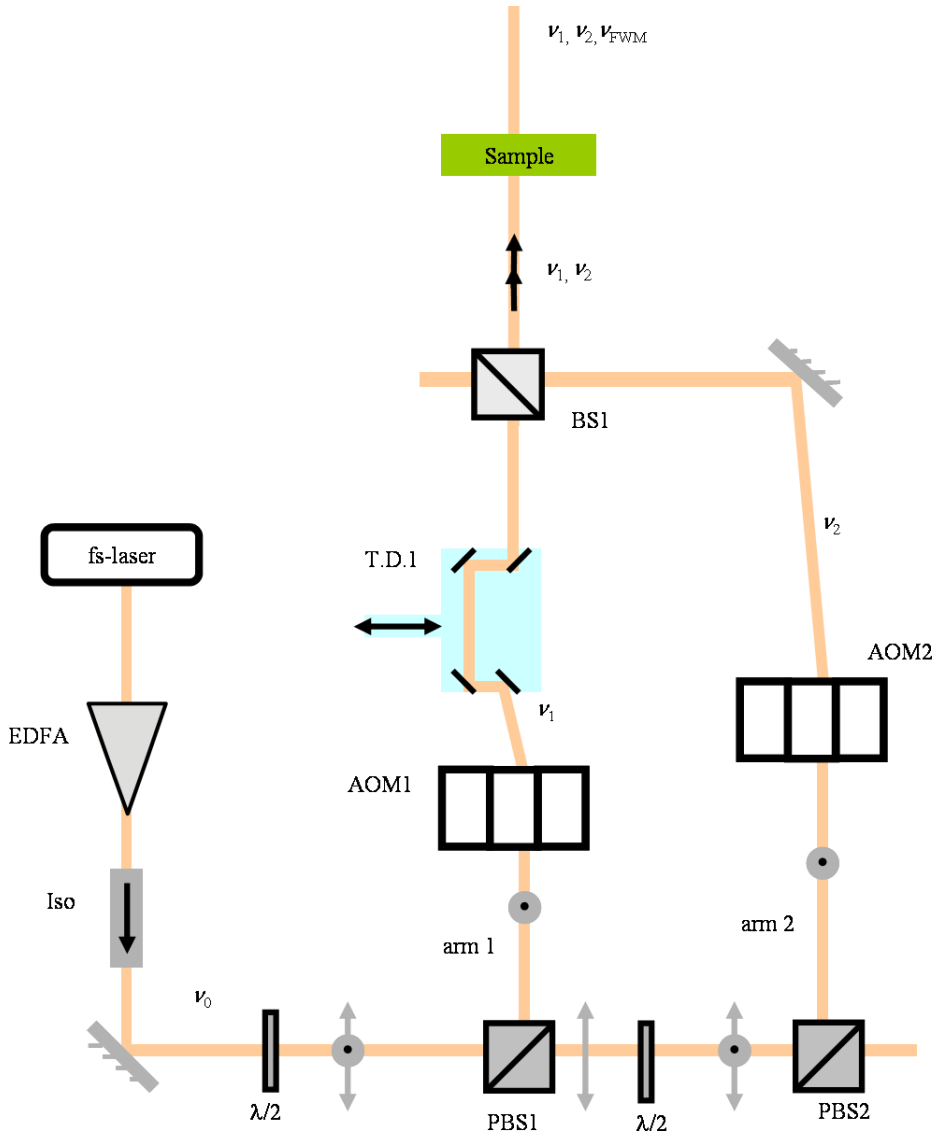 ν₁, ν₂, ν_FWM
Sample
ν₁, ν₂
BS1
ν₂
fs-laser
T.D.1
AOM2
EDFA
ν₁
AOM1
Iso
arm 1
arm 2
ν₀
λ/2
PBS1
λ/2
PBS2